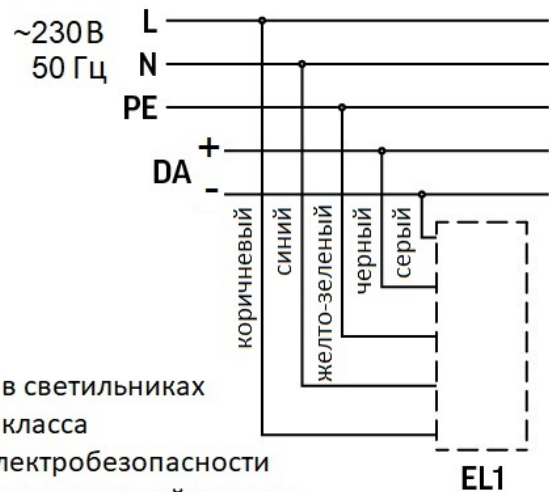 ~230В
50 Гц
L
N
PE
DA
+
-
коричневый
синий
желто-зеленый
черный
серый
в светильниках
класса
лектробезопасности
EL1